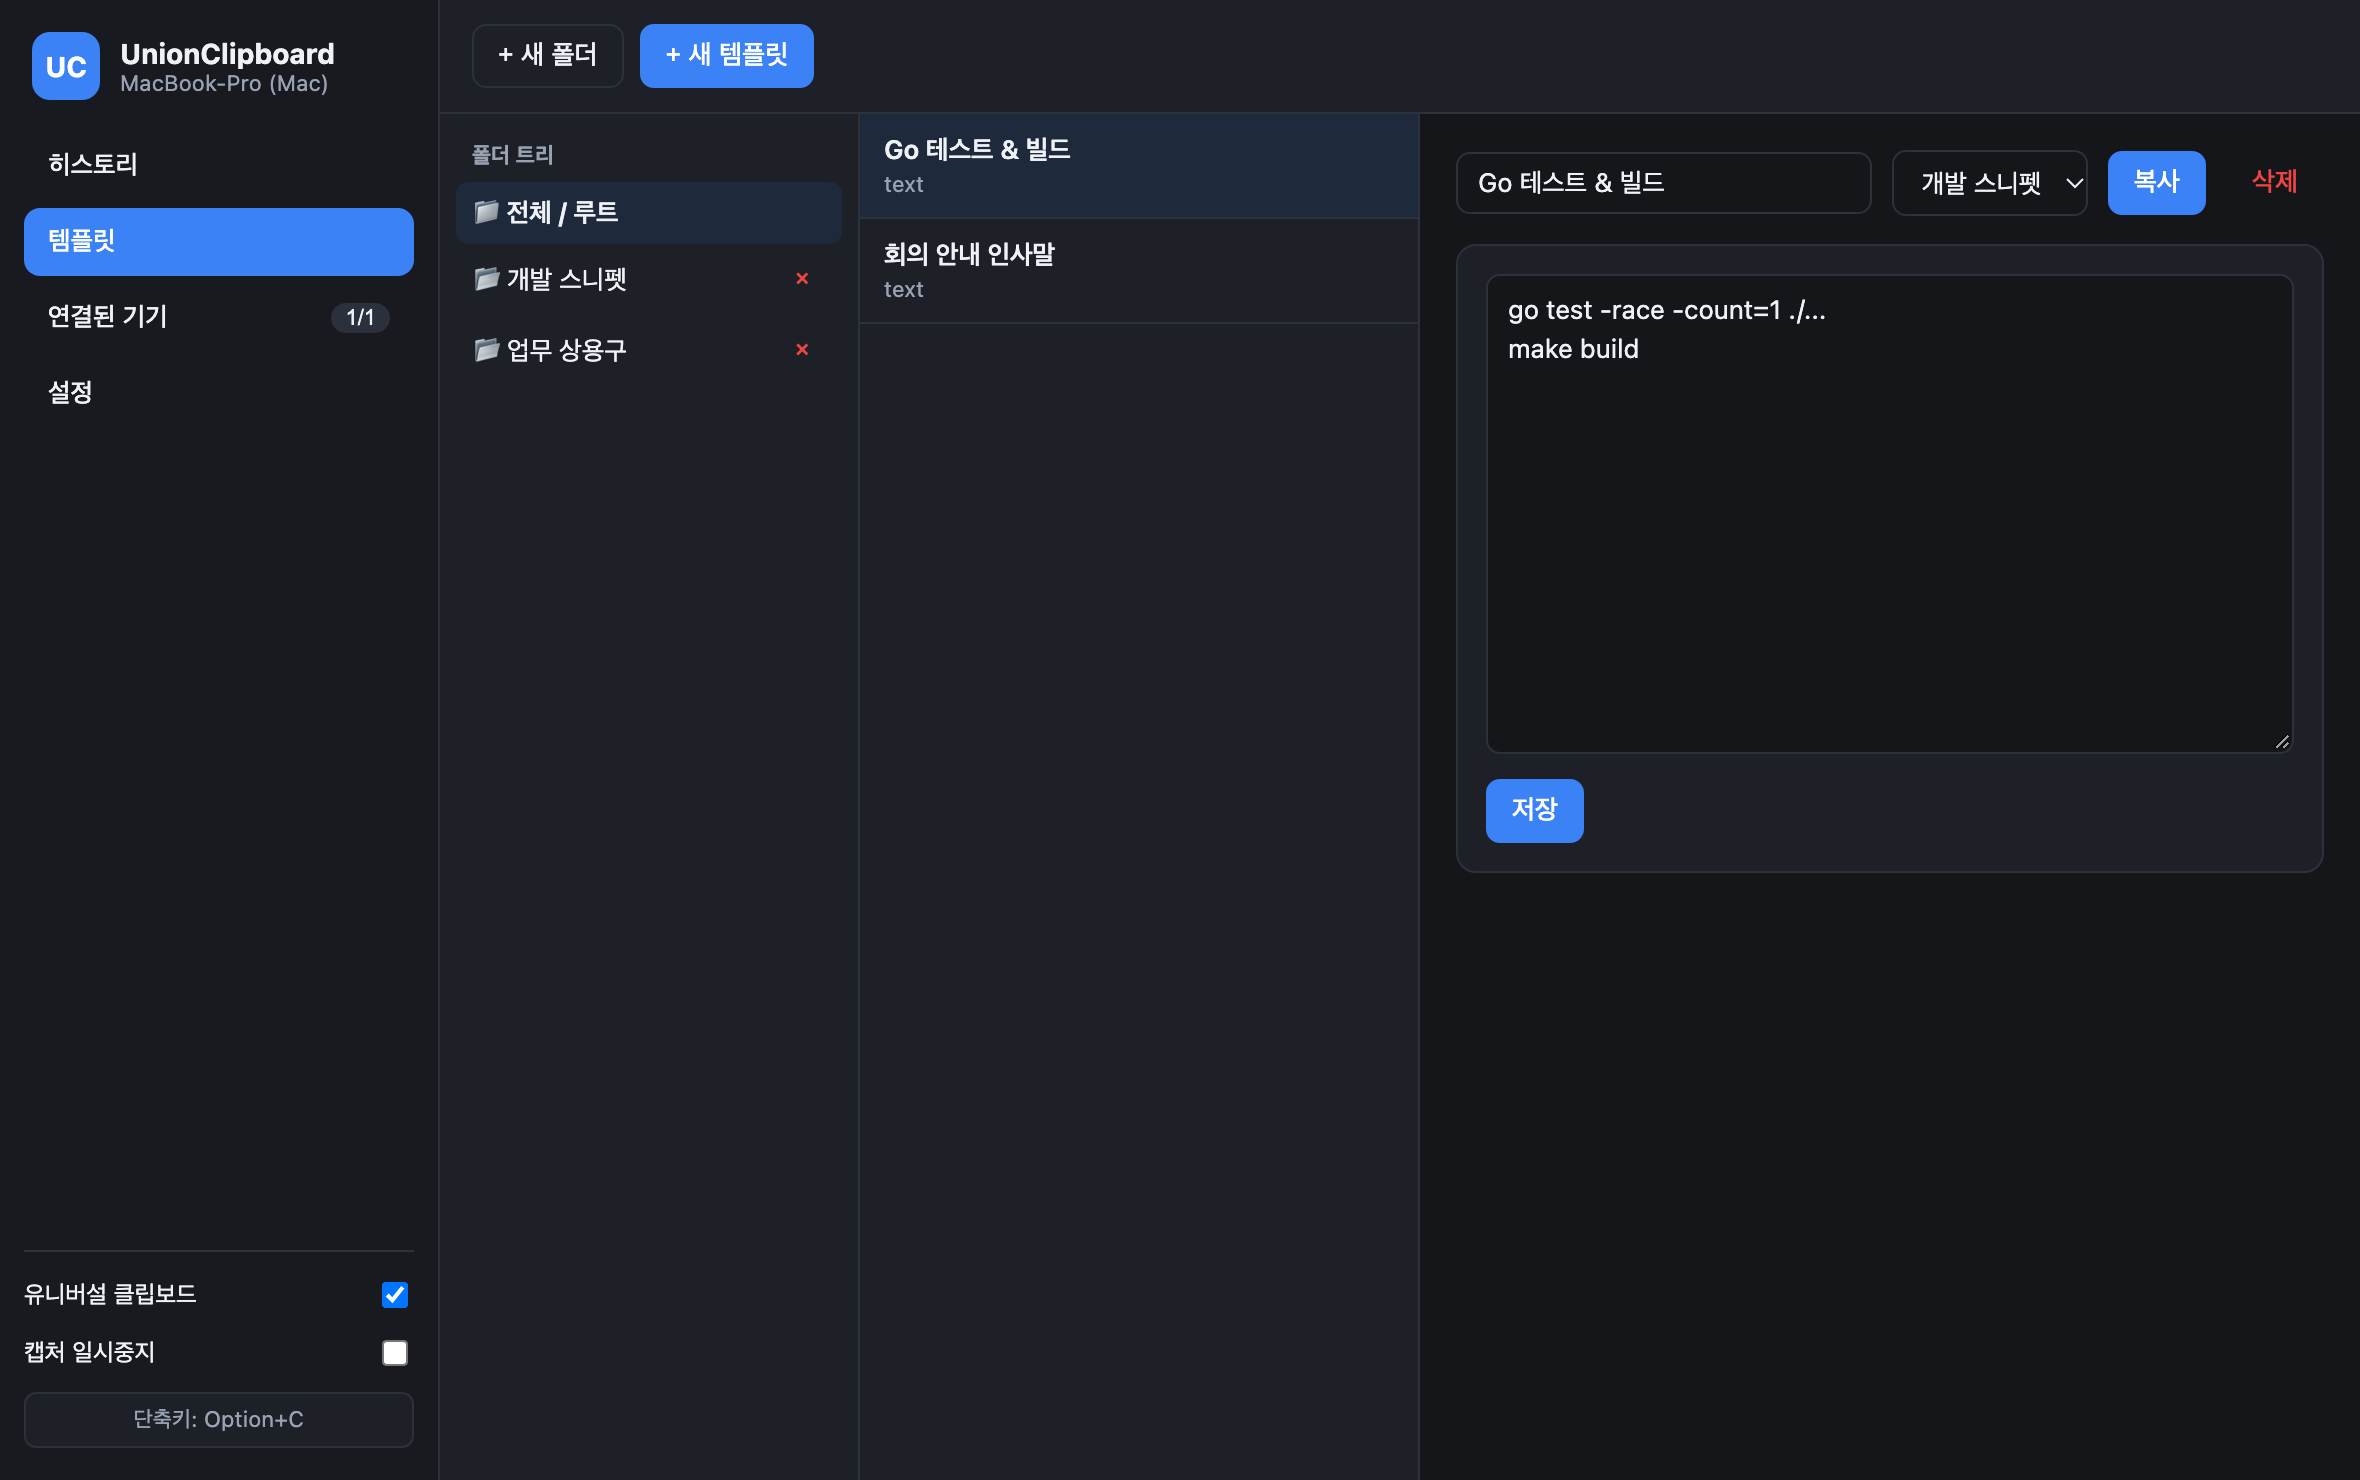 UC
UnionClipboard
MacBook-Pro (Mac)
히스토리
템플릿
연결된 기기 1/1
설정
유니버설 클립보드
캡처 일시중지
단축키: Option+C
+ 새 폴더
+ 새 템플릿
폴더 트리
전체 / 루트
개발 스니펫 ×
업무 상용구 ×
Go 테스트 & 빌드
text
회의 안내 인사말
text
Go 테스트 & 빌드
개발 스니펫
복사
삭제
go test -race -count=1 ./...
make build
저장